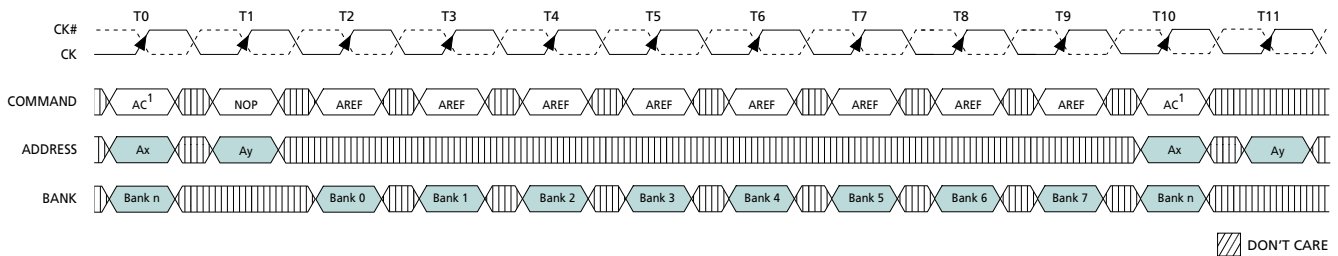 T0 T1 T2 T3 T4 T5 T6 T7 T8 T9 T10 T11
CK#
CK
COMMAND AC1 NOP AREF AREF AREF AREF AREF AREF AREF AREF AC1
ADDRESS Ax Ay Ax Ay
BANK Bank n Bank 0 Bank 1 Bank 2 Bank 3 Bank 4 Bank 5 Bank 6 Bank 7 Bank n
DON'T CARE